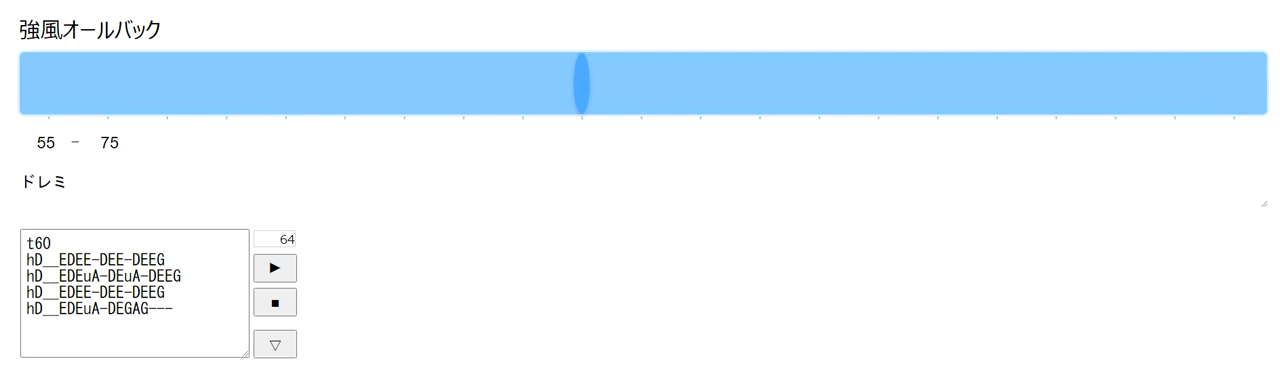 強風オールバック
55 - 75
ドレミ
t60
hD__EDEE-DEE-DEEG
hD__EDEuA-DEuA-DEEG
hD__EDEE-DEE-DEEG
hD__EDEuA-DEGAG---
64
▶
■
▽